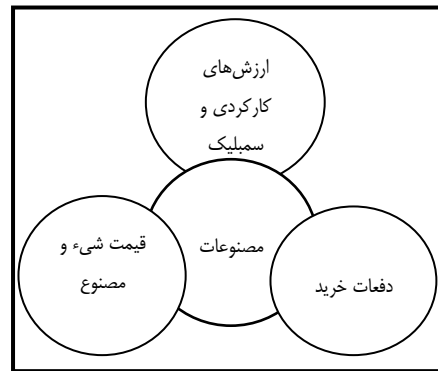 ارزش‌های
کارکردی و
سمبلیک
مصنوعات
قیمت شیء و
مصنوع
دفعات خرید